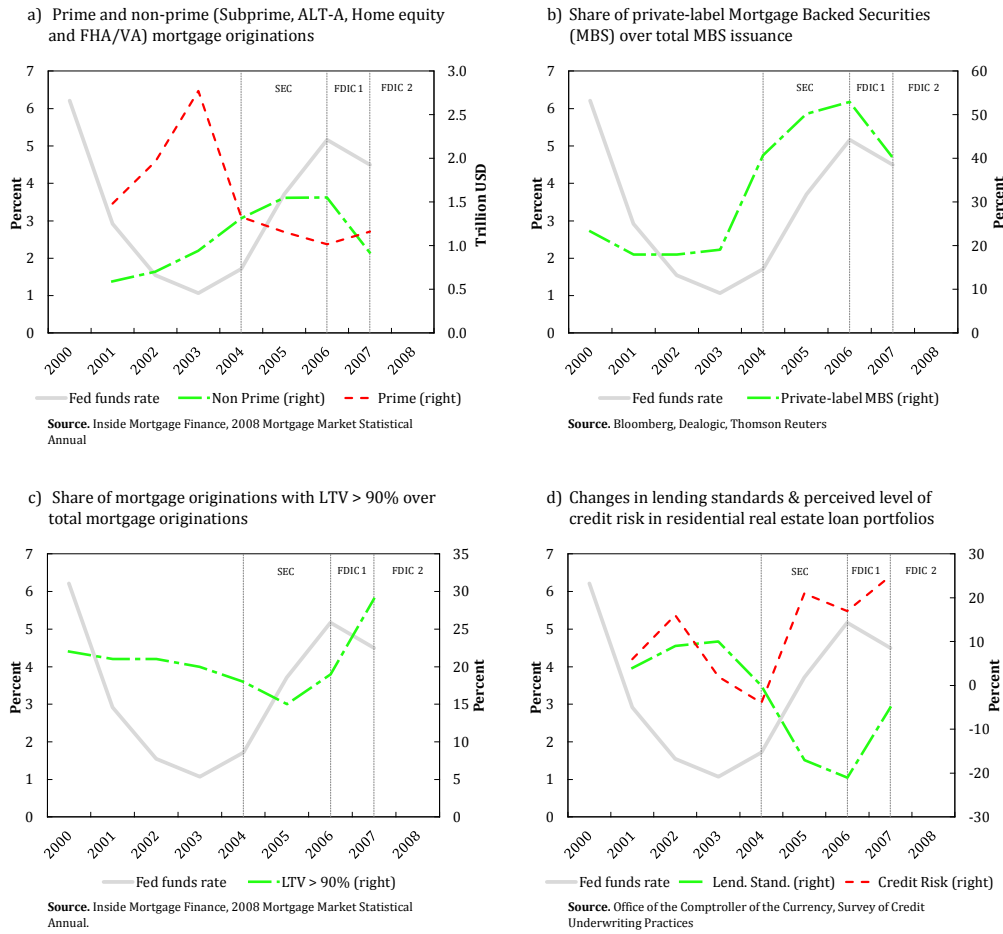 a) Prime and non-prime (Subprime, ALT-A, Home equity
and FHA/VA) mortgage originations
7
6
5
4
3
2
1
0
Percent
3.0
2.5
2.0
1.5
1.0
0.5
0.0
Trillion USD
SEC
FDIC 1
FDIC 2
2000
2001
2002
2003
2004
2005
2006
2007
2008
Fed funds rate
Non Prime (right)
Prime (right)
Source. Inside Mortgage Finance, 2008 Mortgage Market Statistical
Annual
b) Share of private-label Mortgage Backed Securities
(MBS) over total MBS issuance
7
6
5
4
3
2
1
0
Percent
60
50
40
30
20
10
0
Percent
SEC
FDIC 1
FDIC 2
2000
2001
2002
2003
2004
2005
2006
2007
2008
Fed funds rate
Private-label MBS (right)
Source. Bloomberg, Dealogic, Thomson Reuters
c) Share of mortgage originations with LTV > 90% over
total mortgage originations
7
6
5
4
3
2
1
0
Percent
35
30
25
20
15
10
5
0
Percent
SEC
FDIC 1
FDIC 2
2000
2001
2002
2003
2004
2005
2006
2007
2008
Fed funds rate
LTV > 90% (right)
Source. Inside Mortgage Finance, 2008 Mortgage Market Statistical
Annual.
d) Changes in lending standards & perceived level of
credit risk in residential real estate loan portfolios
7
6
5
4
3
2
1
0
Percent
30
20
10
0
-10
-20
-30
Percent
SEC
FDIC 1
FDIC 2
2000
2001
2002
2003
2004
2005
2006
2007
2008
Fed funds rate
Lend. Stand. (right)
Credit Risk (right)
Source. Office of the Comptroller of the Currency, Survey of Credit
Underwriting Practices